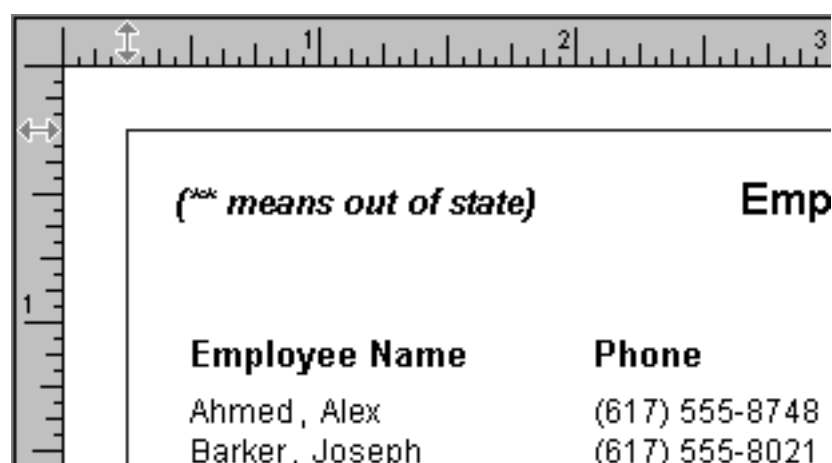 1 2 3
(** means out of state) Emp
1
Employee Name Phone
Ahmed, Alex (617) 555-8748
Barker, Joseph (617) 555-8021